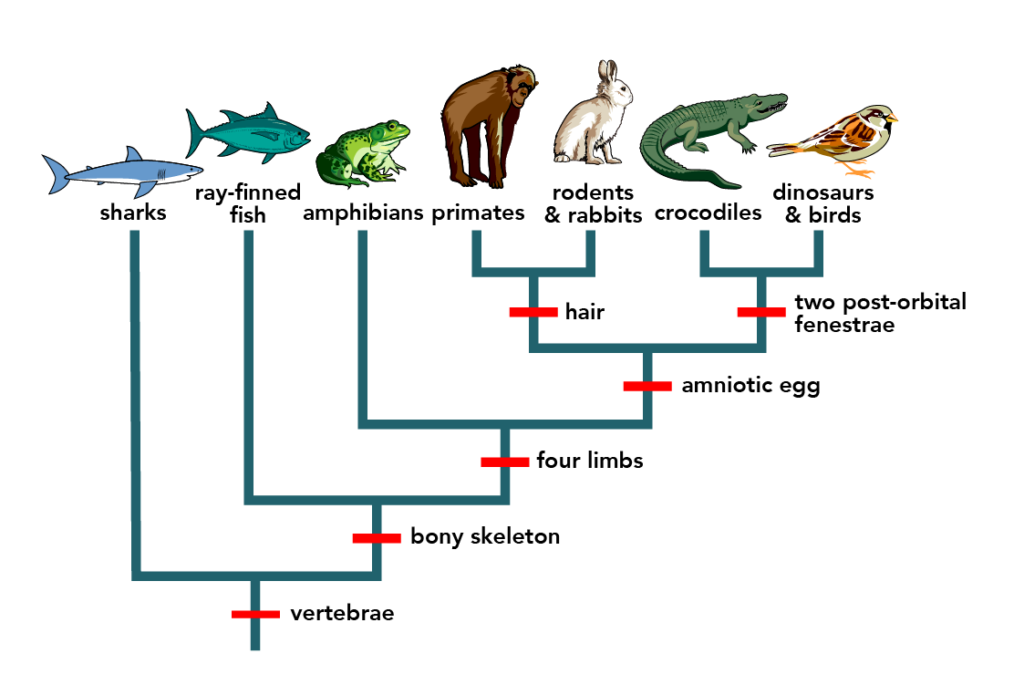 sharks
ray-finned
fish
amphibians
primates
rodents
& rabbits
crocodiles
dinosaurs
& birds
hair
two post-orbital
fenestrae
amniotic egg
four limbs
bony skeleton
vertebrae